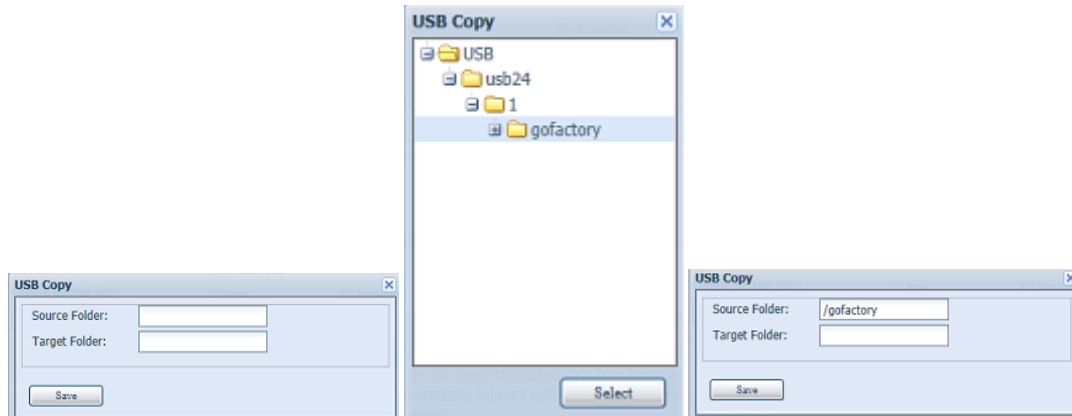 USB Copy
Source Folder:
Target Folder:
Save
USB Copy
USB
usb24
1
gofactory
Select
USB Copy
Source Folder: /gofactory
Target Folder:
Save